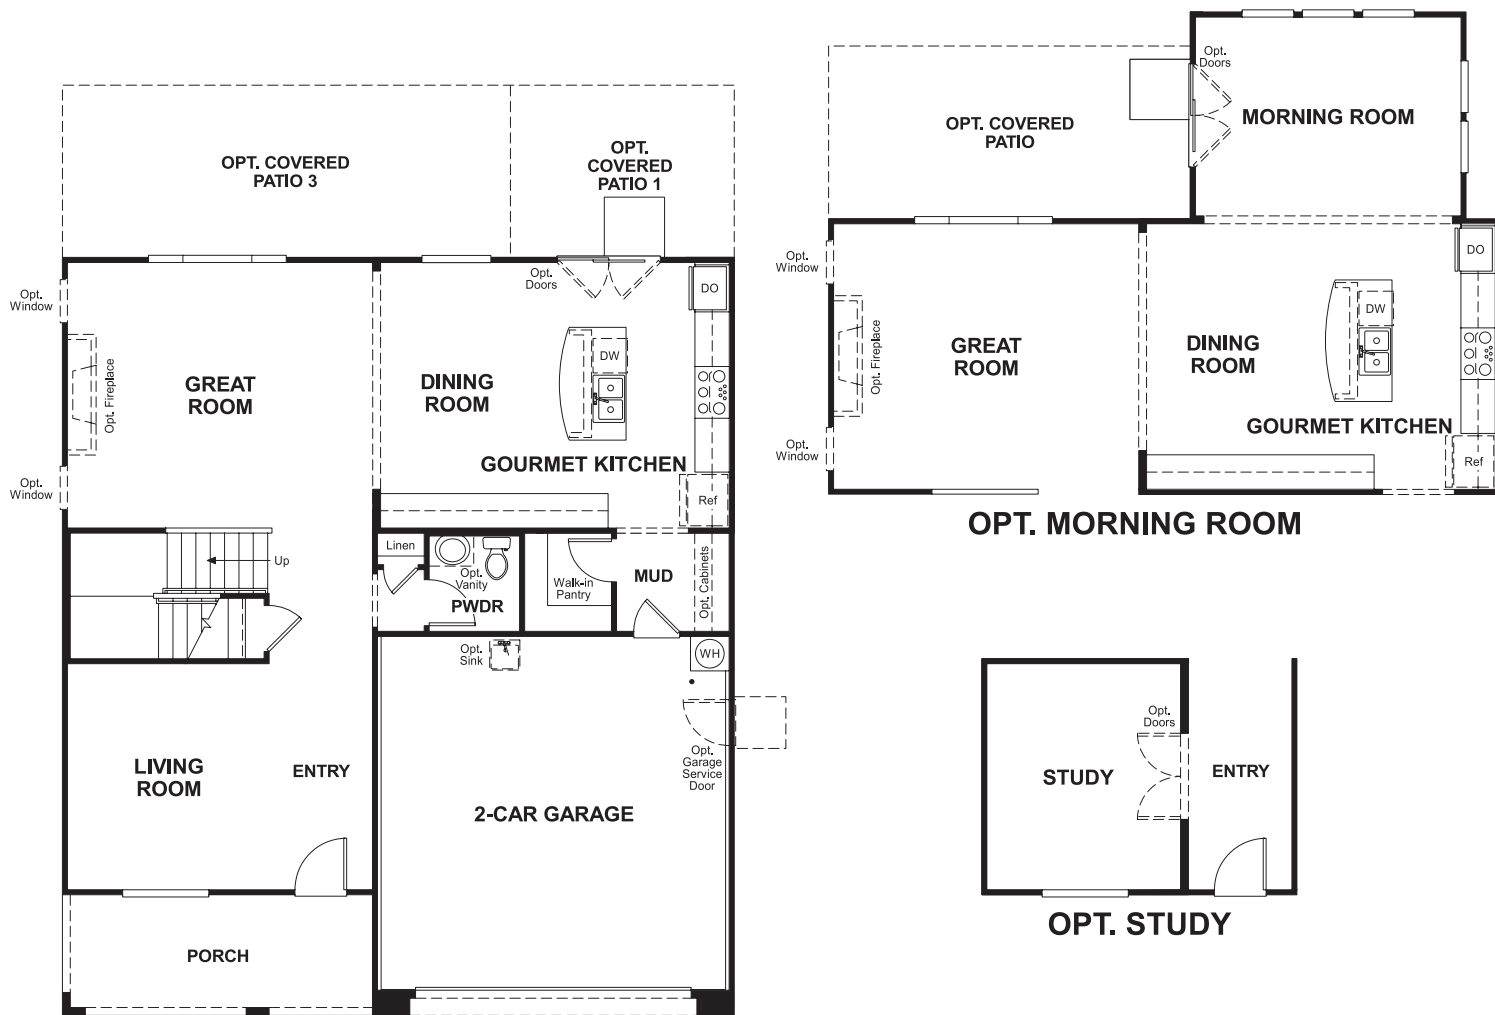 OPT. COVERED
PATIO 3
OPT.
COVERED
PATIO 1
Opt.
Doors
Opt.
Window
DO
Opt. Fireplace
GREAT
ROOM
DINING
ROOM
DW
GOURMET KITCHEN
Opt.
Window
Ref
Up
Linen
Opt.
Vanity
PWDR
Walk-in
Pantry
MUD
Opt. Cabinets
Opt.
Sink
WH
Opt.
Garage
Service
Door
LIVING
ROOM
ENTRY
2-CAR GARAGE
PORCH
Opt.
Doors
MORNING ROOM
OPT. COVERED
PATIO
Opt.
Window
DO
Opt. Fireplace
GREAT
ROOM
DINING
ROOM
DW
GOURMET KITCHEN
Opt.
Window
Ref
OPT. MORNING ROOM
Opt.
Doors
STUDY
ENTRY
OPT. STUDY